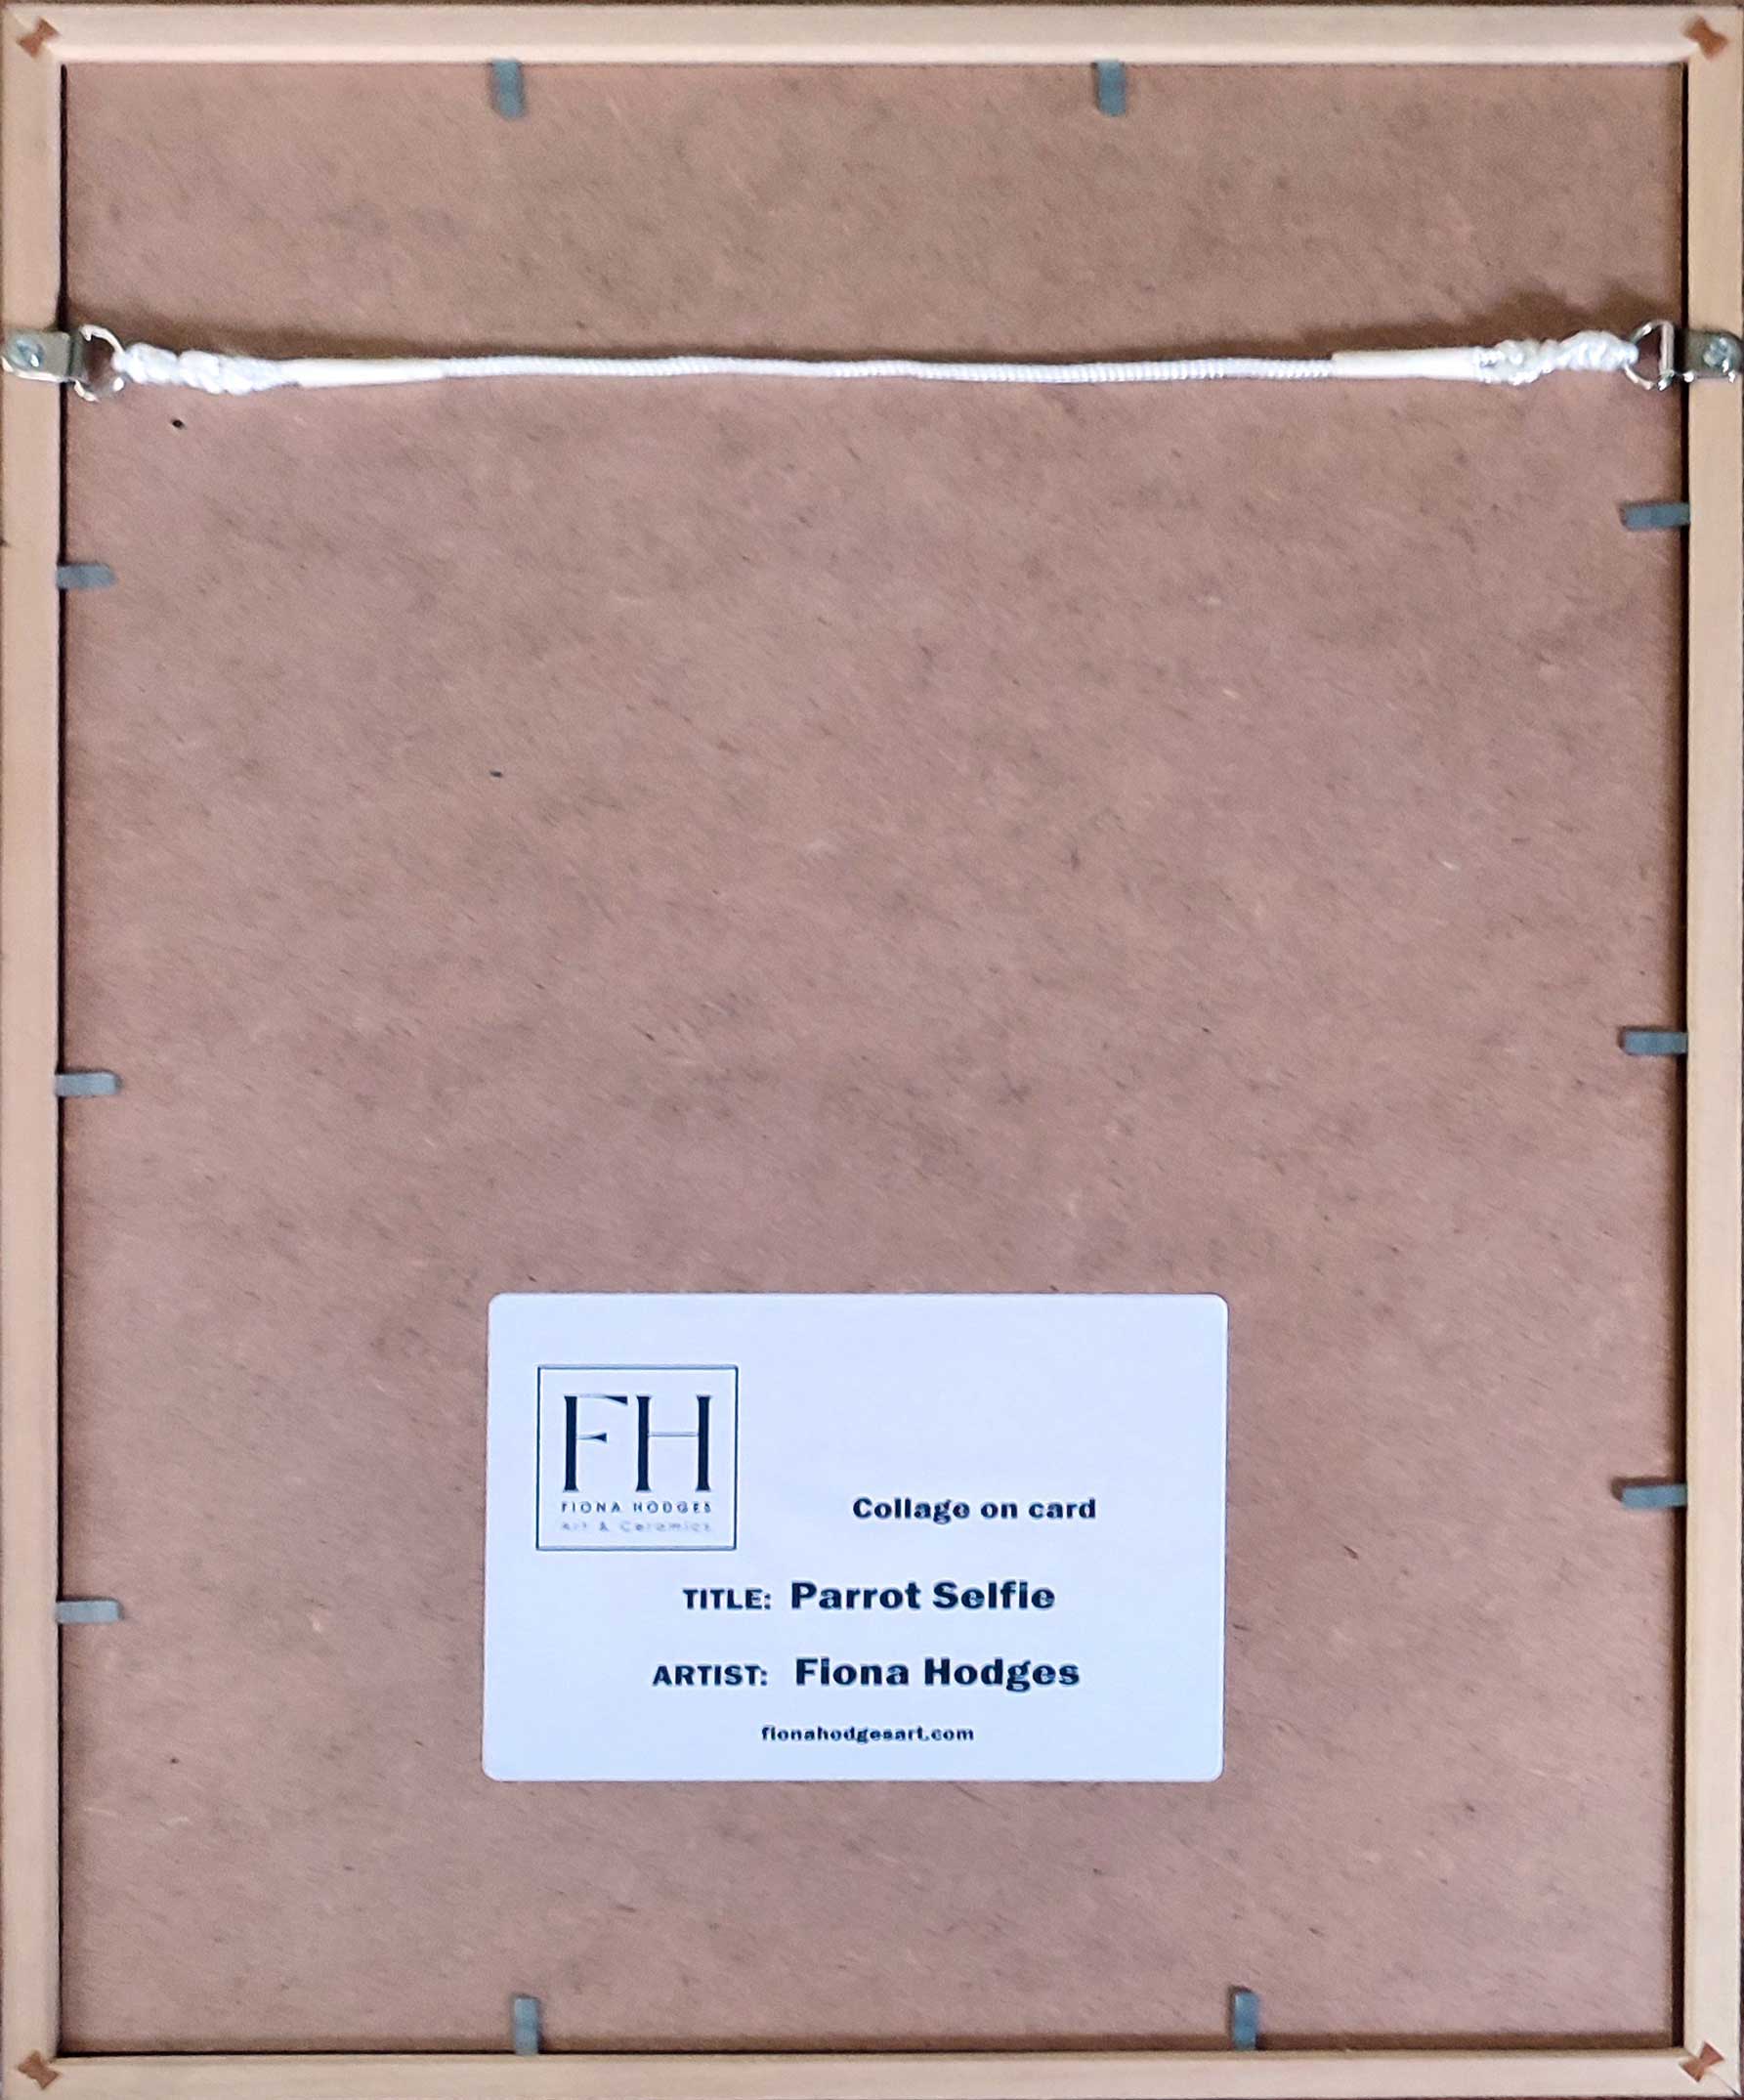 FH
FIONA HODGES
Art & Ceramics
Collage on card
TITLE: Parrot Selfie
ARTIST: Fiona Hodges
fionahodgesart.com